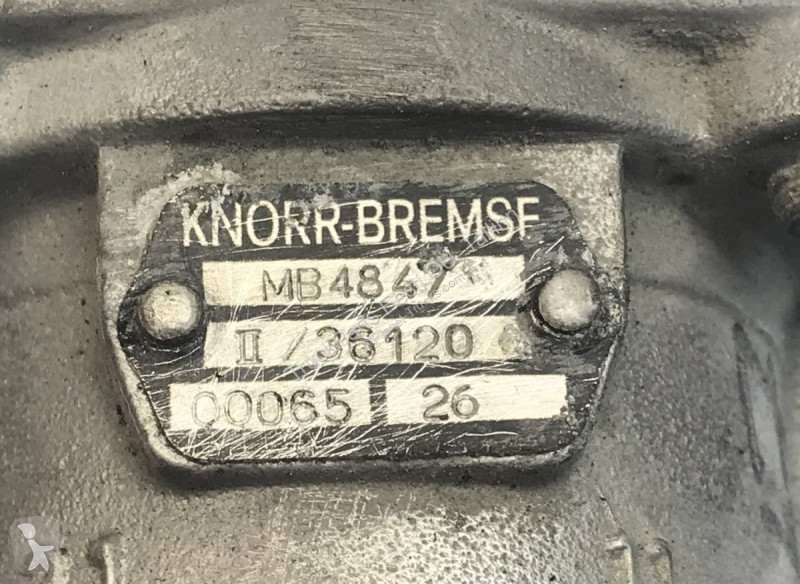 KNORR-BREMSE
MB4847
II/36120
00065 26